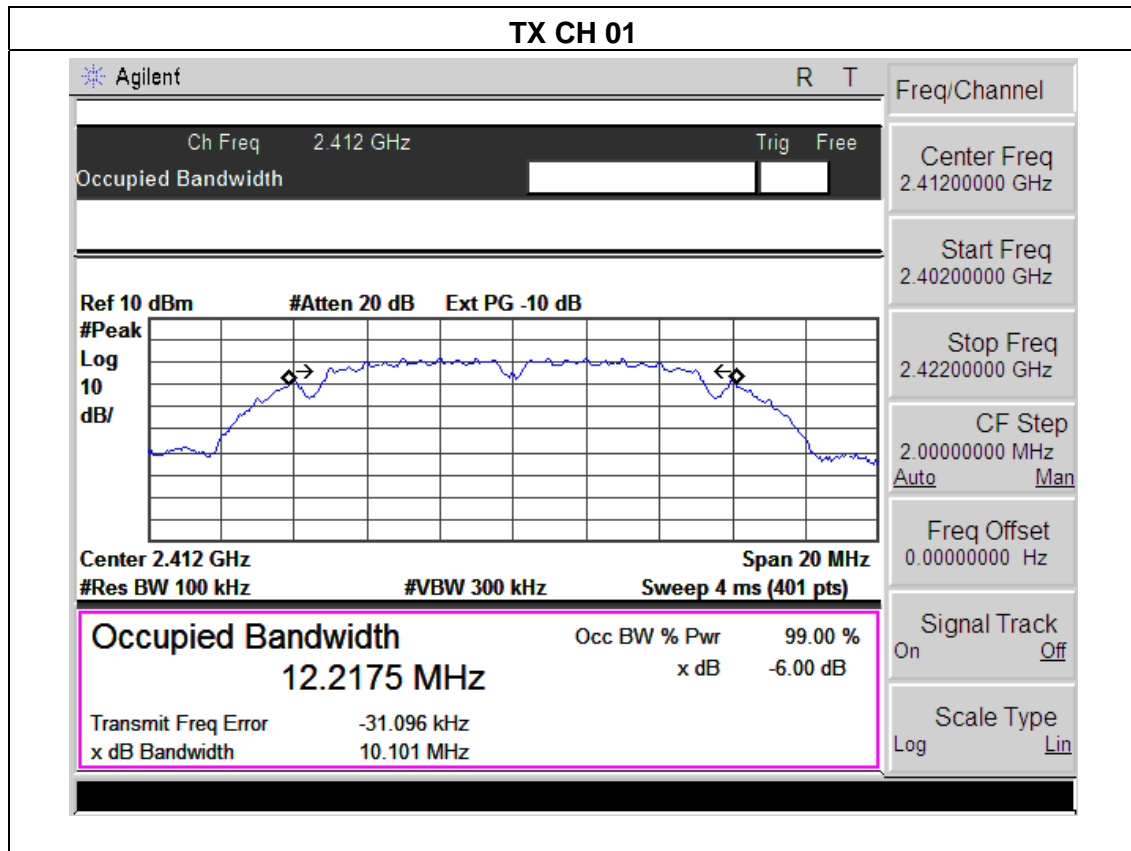 TX CH 01
Agilent R T
Freq/Channel
Ch Freq 2.412 GHz Trig Free
Occupied Bandwidth
Center Freq
2.41200000 GHz
Start Freq
2.40200000 GHz
Stop Freq
2.42200000 GHz
CF Step
2.00000000 MHz
Auto Man
Freq Offset
0.00000000 Hz
Signal Track
On Off
Scale Type
Log Lin
Ref 10 dBm #Atten 20 dB Ext PG -10 dB
#Peak
Log
10
dB/
Center 2.412 GHz Span 20 MHz
#Res BW 100 kHz #VBW 300 kHz Sweep 4 ms (401 pts)
Occupied Bandwidth Occ BW % Pwr 99.00 %
12.2175 MHz x dB -6.00 dB
Transmit Freq Error -31.096 kHz
x dB Bandwidth 10.101 MHz